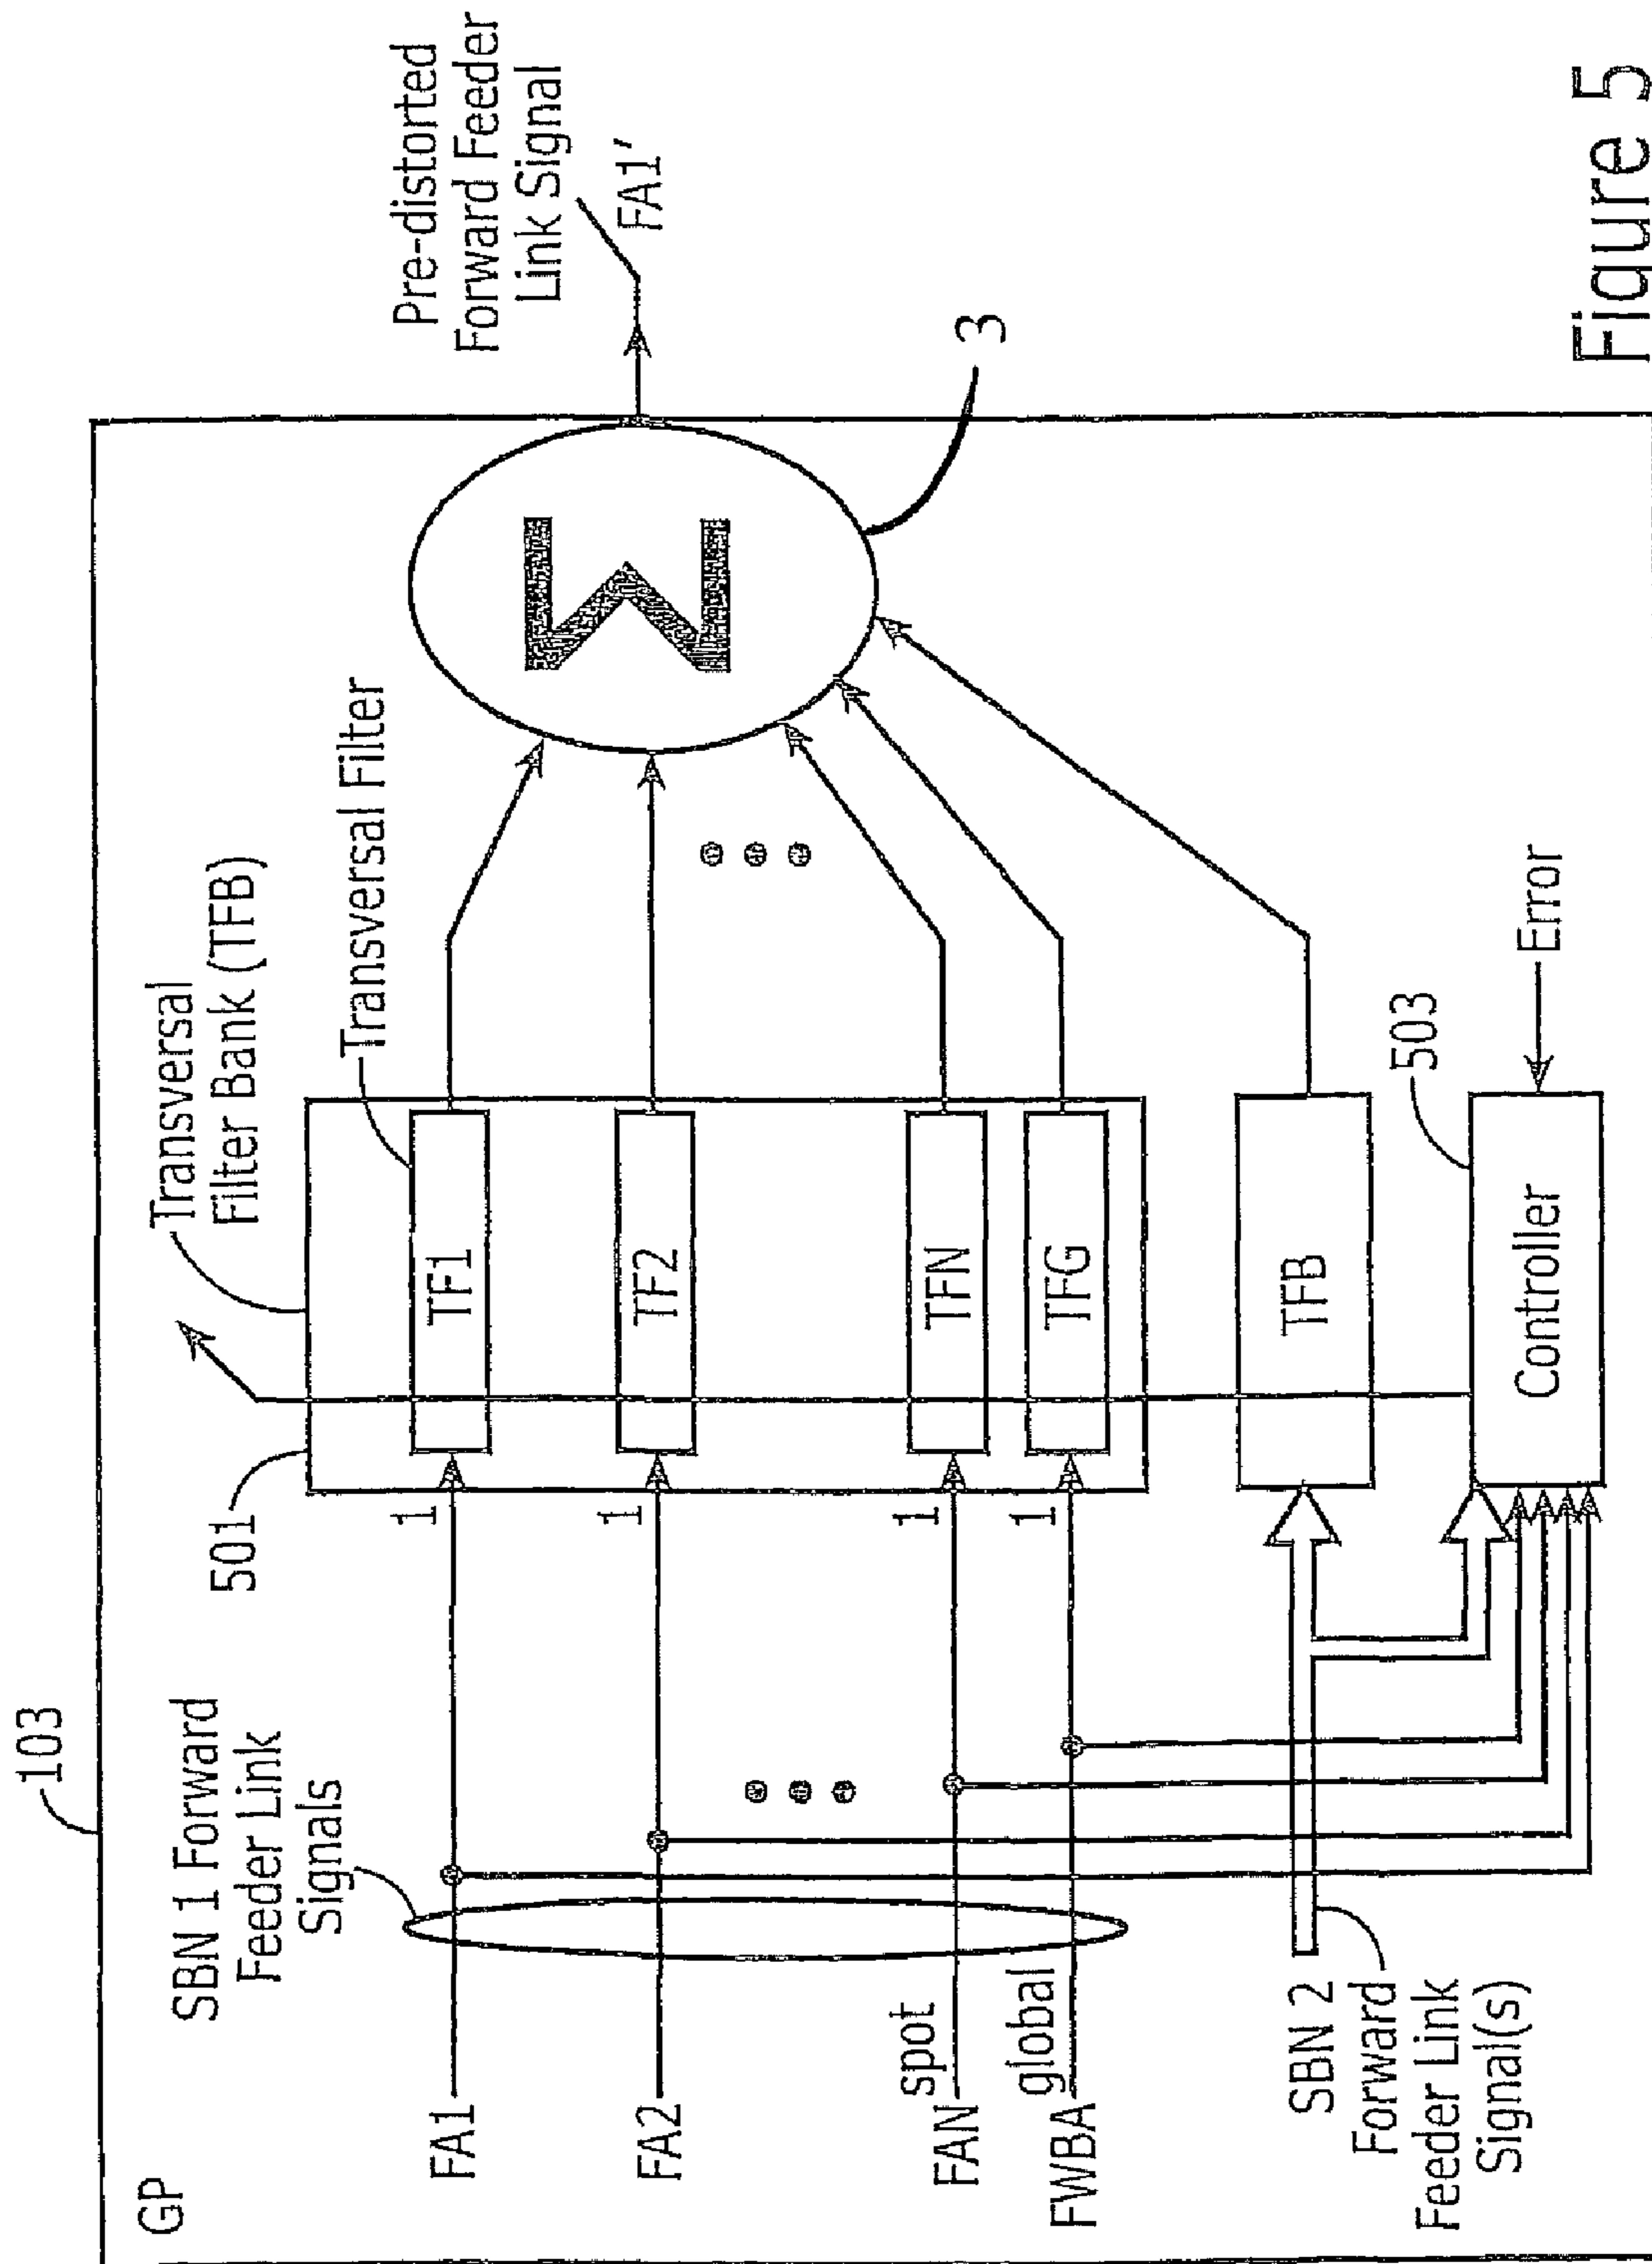 103
GP
SBN 1 Forward
Feeder Link
Signals
501
Transversal
Filter Bank (TFB)
Transversal Filter
Pre-distorted
Forward Feeder
Link Signal
FA1'
FA1
1
TF1
FA2
1
TF2
Σ
3
spot
FAN
1
TFN
global
FWBA
1
TFG
SBN 2
Forward
Feeder Link
Signal(s)
TFB
503
Controller
Error
Figure 5